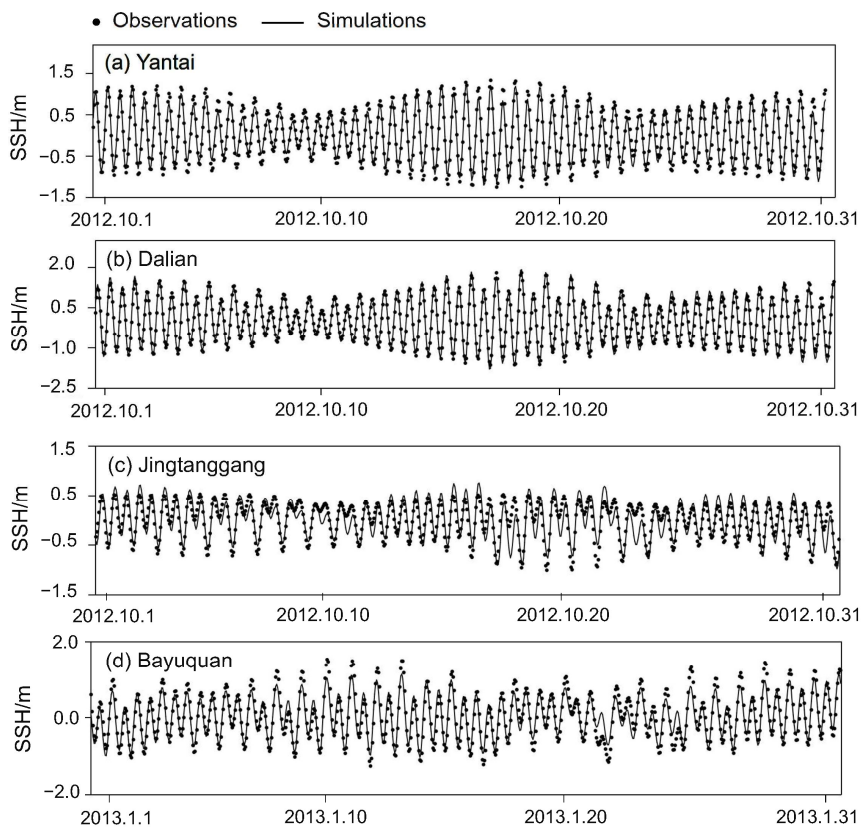 Observations Simulations
(a) Yantai
1.5
0.5
−0.5
−1.5
SSH/m
2012.10.1 2012.10.10 2012.10.20 2012.10.31
(b) Dalian
2.0
0.5
−1.0
−2.5
SSH/m
2012.10.1 2012.10.10 2012.10.20 2012.10.31
(c) Jingtanggang
1.5
0.5
−0.5
−1.5
SSH/m
2012.10.1 2012.10.10 2012.10.20 2012.10.31
(d) Bayuquan
2.0
0.0
−2.0
SSH/m
2013.1.1 2013.1.10 2013.1.20 2013.1.31